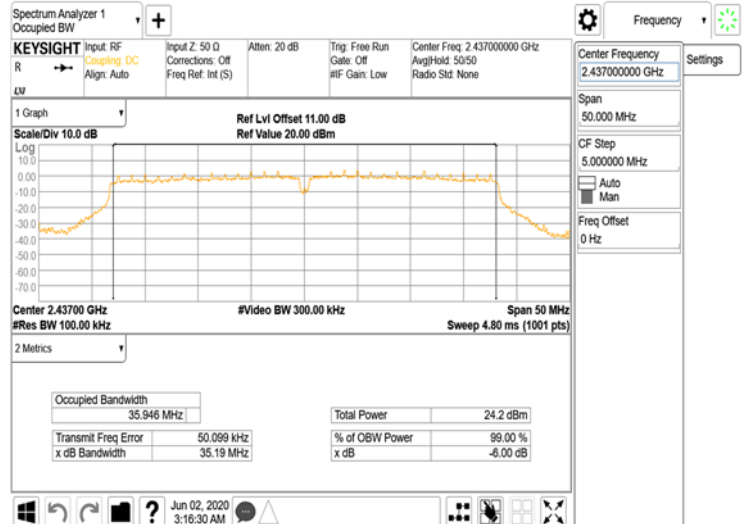 Spectrum Analyzer 1
Occupied BW
+
Frequency
KEYSIGHT
R
LXI
Input: RF
Coupling: DC
Align: Auto
Input Z: 50 Ω
Corrections: Off
Freq Ref: Int (S)
Atten: 20 dB
Trig: Free Run
Gate: Off
#IF Gain: Low
Center Freq: 2.437000000 GHz
Avg|Hold: 50/50
Radio Std: None
Center Frequency
2.437000000 GHz
Settings
Span
50.000 MHz
CF Step
5.000000 MHz
Auto
Man
Freq Offset
0 Hz
1 Graph
Scale/Div 10.0 dB
Ref Lvl Offset 11.00 dB
Ref Value 20.00 dBm
Log
10.0
0.00
-10.0
-20.0
-30.0
-40.0
-50.0
-60.0
-70.0
Center 2.43700 GHz
#Res BW 100.00 kHz
#Video BW 300.00 kHz
Span 50 MHz
Sweep 4.80 ms (1001 pts)
2 Metrics
Occupied Bandwidth
35.946 MHz
Total Power 24.2 dBm
Transmit Freq Error 50.099 kHz
% of OBW Power 99.00 %
x dB Bandwidth 35.19 MHz
x dB -6.00 dB
?
Jun 02, 2020
3:16:30 AM